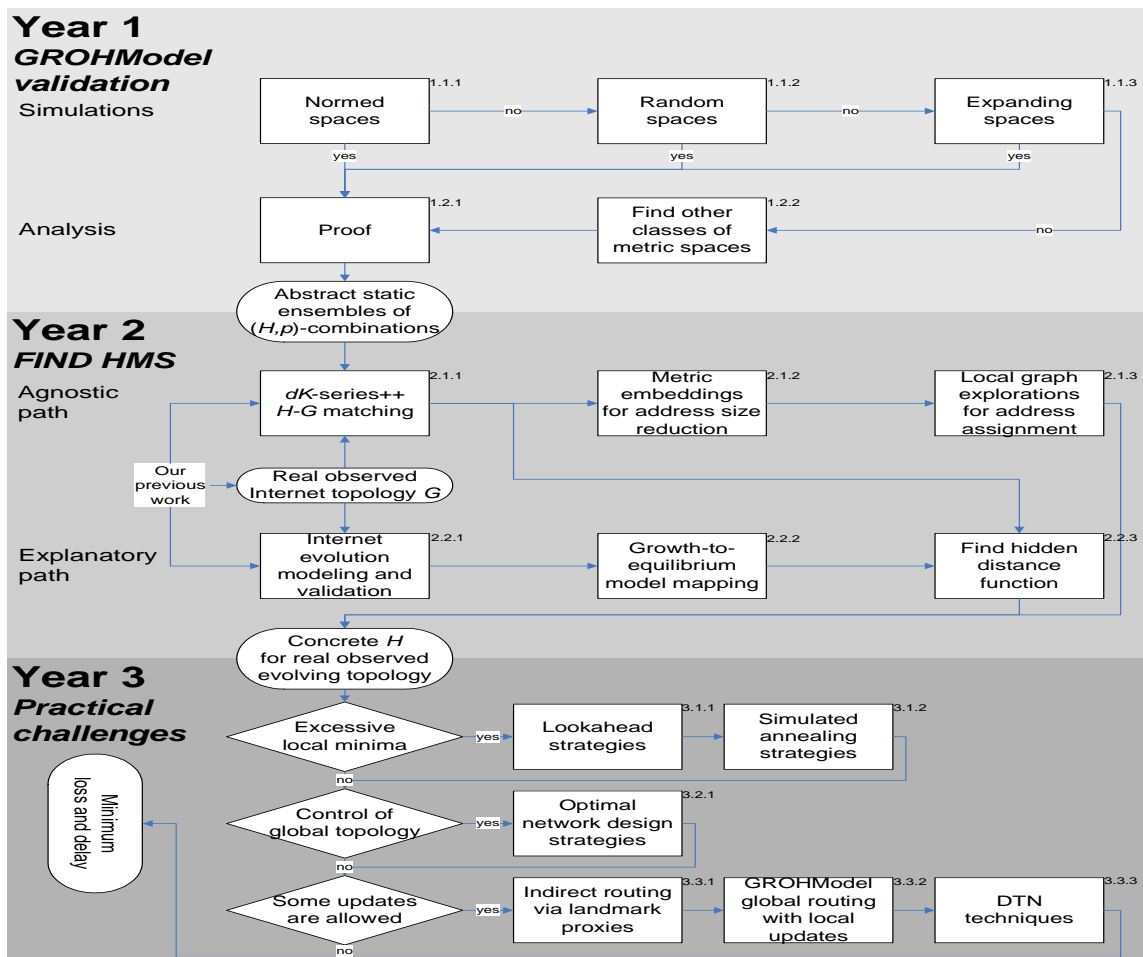 Year 1
GROHModel
validation
Simulations
Normed
spaces
1.1.1
no
Random
spaces
1.1.2
no
Expanding
spaces
1.1.3
yes
yes
yes
Analysis
Proof
1.2.1
Find other
classes of
metric spaces
1.2.2
no
Abstract static
ensembles of
(H,p)-combinations
Year 2
FIND HMS
Agnostic
path
dK-series++
H-G matching
2.1.1
Metric
embeddings
for address size
reduction
2.1.2
Local graph
explorations
for address
assignment
2.1.3
Our
previous
work
Real observed
Internet topology G
Explanatory
path
Internet
evolution
modeling and
validation
2.2.1
Growth-to-
equilibrium
model mapping
2.2.2
Find hidden
distance
function
2.2.3
Concrete H
for real observed
evolving topology
Year 3
Practical
challenges
Excessive
local minima
yes
Lookahead
strategies
3.1.1
Simulated
annealing
strategies
3.1.2
no
Minimum
loss and delay
Control of
global topology
yes
Optimal
network design
strategies
3.2.1
no
Some updates
are allowed
yes
Indirect routing
via landmark
proxies
3.3.1
GROHModel
global routing
with local
updates
3.3.2
DTN
techniques
3.3.3
no